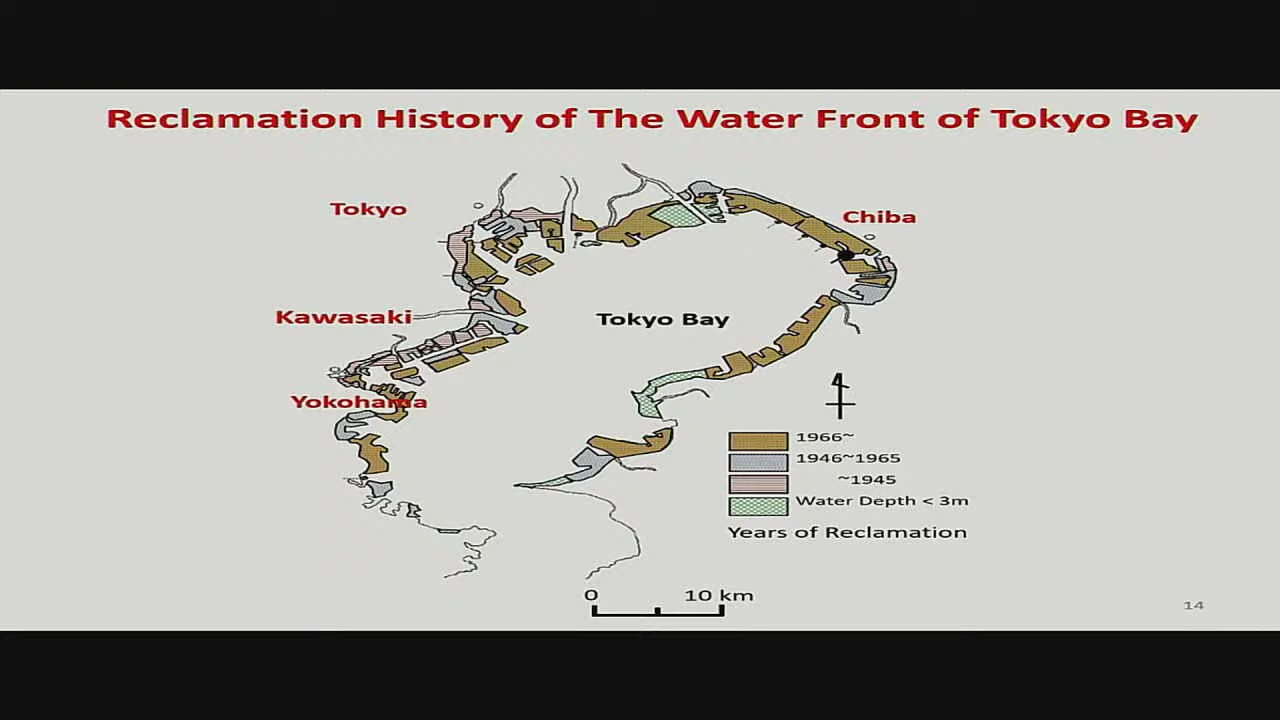 Reclamation History of The Water Front of Tokyo Bay
Tokyo
Chiba
Kawasaki
Tokyo Bay
Yokohama
1966~
1946~1965
~1945
Water Depth < 3m
Years of Reclamation
0 10 km
14